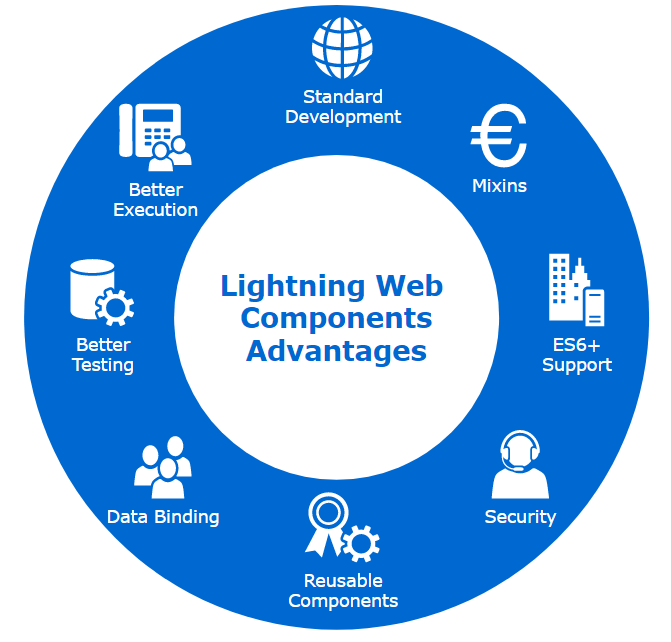 Standard
Development
Mixins
ES6+
Support
Security
Reusable
Components
Data Binding
Better
Testing
Better
Execution
Lightning Web
Components
Advantages